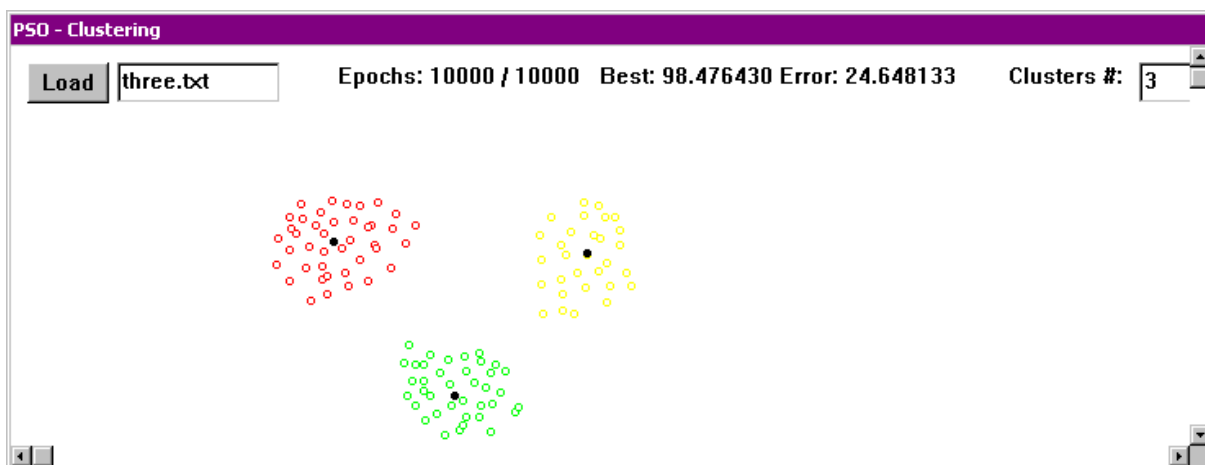 PSO - Clustering
Load three.txt Epochs: 10000 / 10000 Best: 98.476430 Error: 24.648133 Clusters #: 3